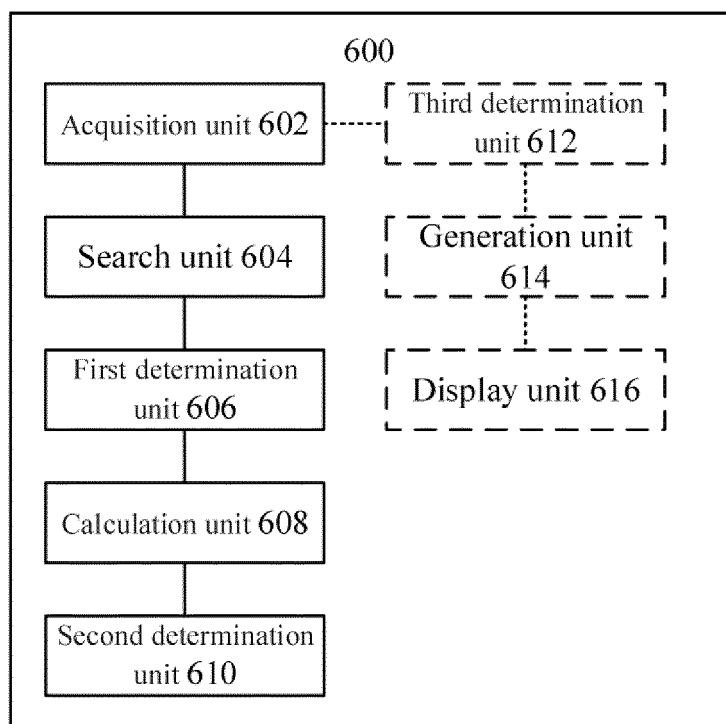 600
Acquisition unit 602
Third determination
unit 612
Search unit 604
Generation unit
614
First determination
unit 606
Display unit 616
Calculation unit 608
Second determination
unit 610